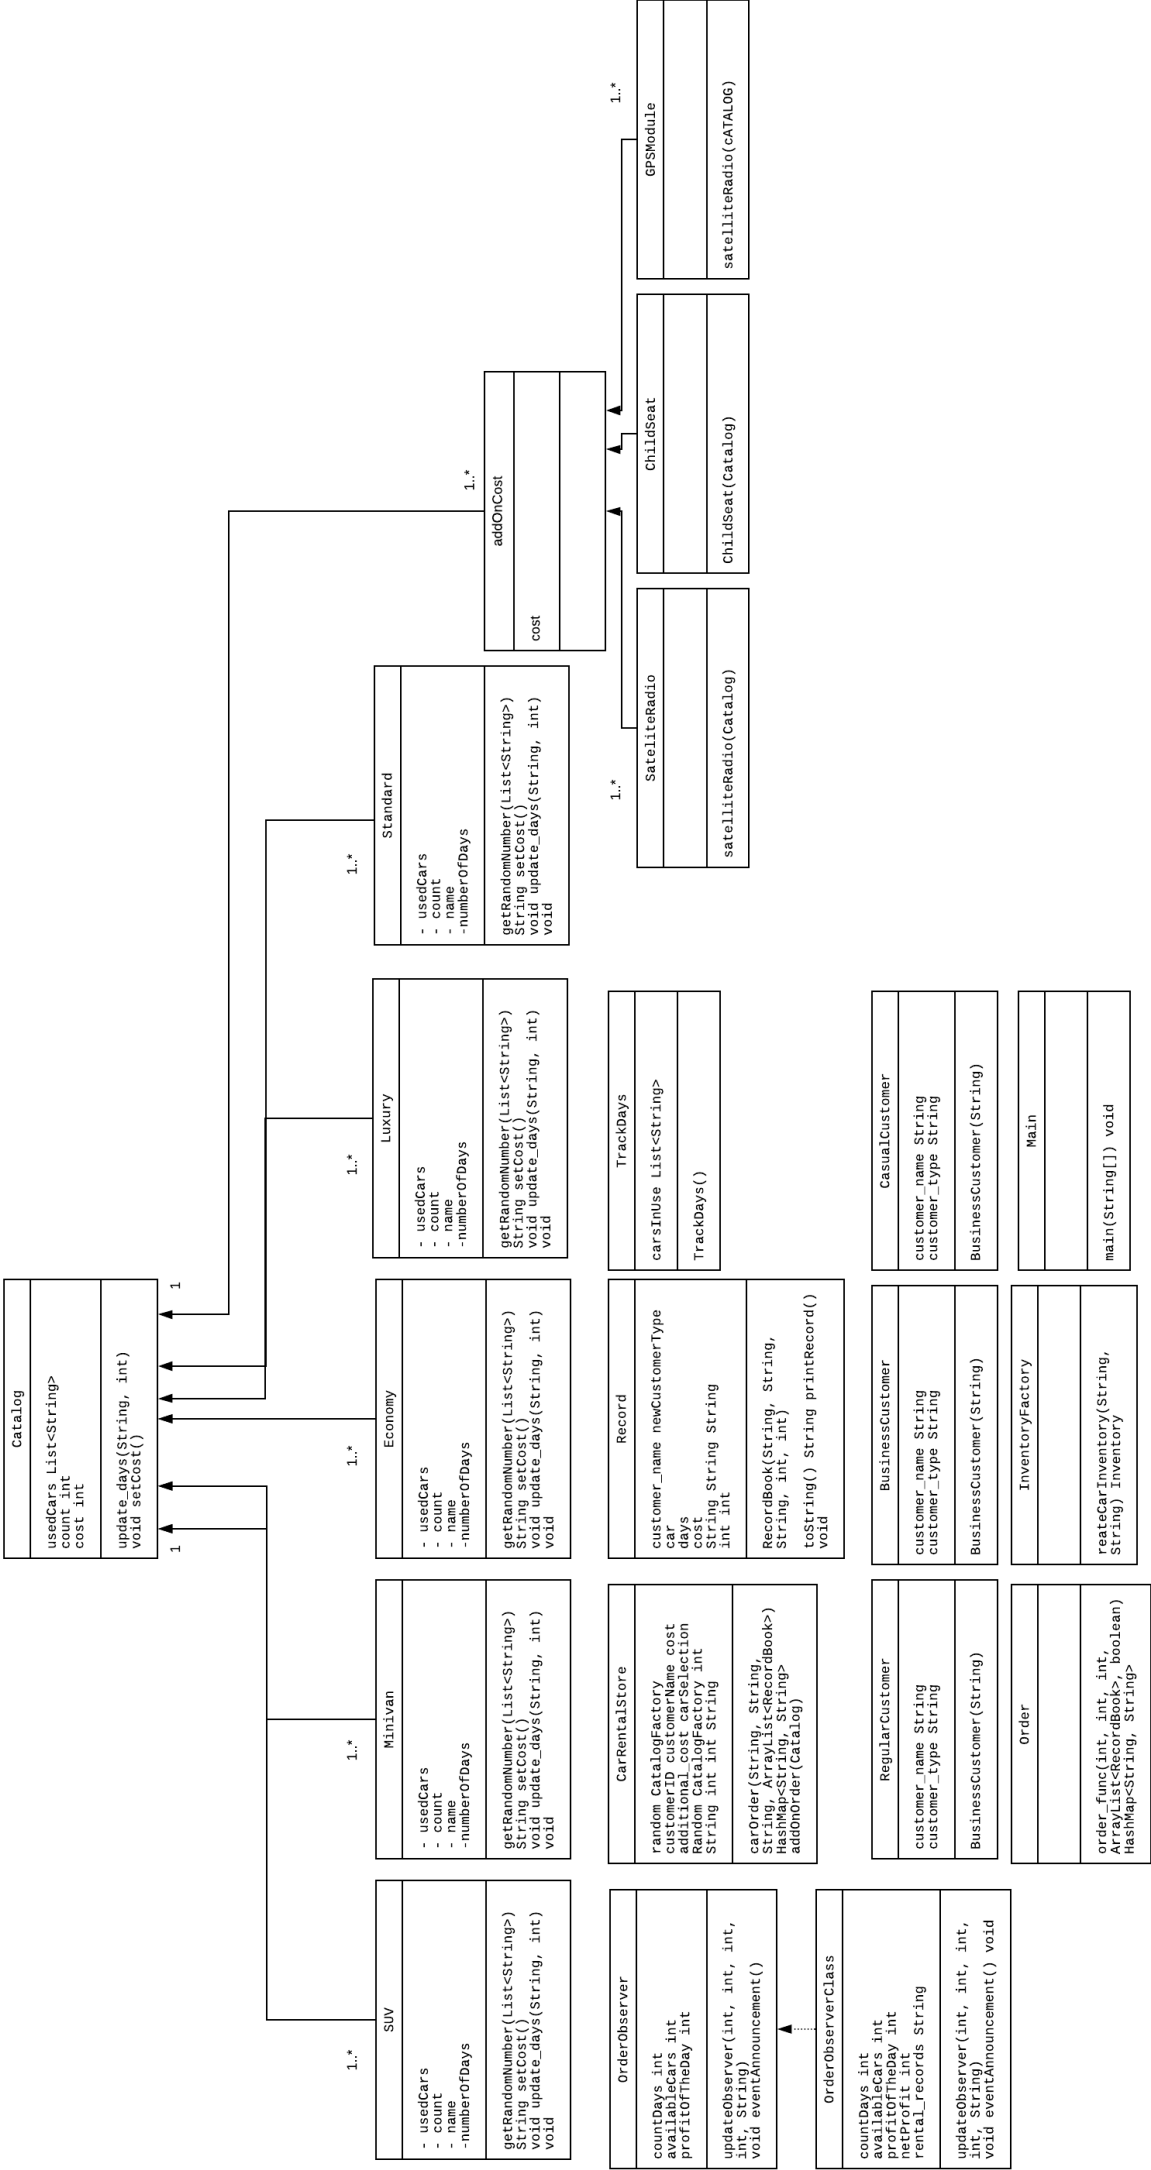 Catalog
usedCars List<String>
count int
cost int
update_days(String, int)
void setCost()
1
1
1..*
1..*
1..*
1..*
1..*
1..*
SUV
- usedCars
- count
- name
-numberOfDays
getRandomNumber(List<String>)
String setCost()
void update_days(String, int)
void
Minivan
- usedCars
- count
- name
-numberOfDays
getRandomNumber(List<String>)
String setCost()
void update_days(String, int)
void
Economy
- usedCars
- count
- name
-numberOfDays
getRandomNumber(List<String>)
String setCost()
void update_days(String, int)
void
Luxury
- usedCars
- count
- name
-numberOfDays
getRandomNumber(List<String>)
String setCost()
void update_days(String, int)
void
Standard
- usedCars
- count
- name
-numberOfDays
getRandomNumber(List<String>)
String setCost()
void update_days(String, int)
void
addOnCost
cost
1..*
1..*
SateliteRadio
satelliteRadio(Catalog)
ChildSeat
ChildSeat(Catalog)
GPSModule
satelliteRadio(cATALOG)
OrderObserver
countDays int
availableCars int
profitOfTheDay int
updateObserver(int, int, int,
int, String)
void eventAnnouncement()
CarRentalStore
random CatalogFactory
customerID customerName cost
additional_cost carSelection
Random CatalogFactory int
String int int String
carOrder(String, String,
String, ArrayList<RecordBook>)
HashMap<String, String>
addOnOrder(Catalog)
Record
customer_name newCustomerType
car
days
cost
String String String
int int
RecordBook(String, String,
String, int, int)
toString() String printRecord()
void
TrackDays
carsInUse List<String>
TrackDays()
OrderObserverClass
countDays int
availableCars int
profitOfTheDay int
netProfit int
rental_records String
updateObserver(int, int, int,
int, String)
void eventAnnouncement() void
RegularCustomer
customer_name String
customer_type String
BusinessCustomer(String)
BusinessCustomer
customer_name String
customer_type String
BusinessCustomer(String)
CasualCustomer
customer_name String
customer_type String
BusinessCustomer(String)
Order
order_func(int, int, int,
ArrayList<RecordBook>, boolean)
HashMap<String, String>
InventoryFactory
reateCarInventory(String,
String) Inventory
Main
main(String[]) void